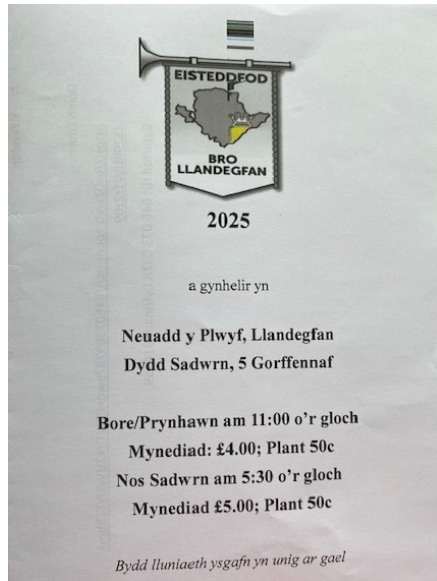 EISTEDDFOD
BRO
LLANDEGFAN
2025
a gynhelir yn
Neuadd y Plwyf, Llandegfan
Dydd Sadwrn, 5 Gorffennaf
Bore/Prynhawn am 11:00 o'r gloch
Mynediad: £4.00; Plant 50c
Nos Sadwrn am 5:30 o'r gloch
Mynediad £5.00; Plant 50c
Bydd lluniaeth ysgafn yn unig ar gael